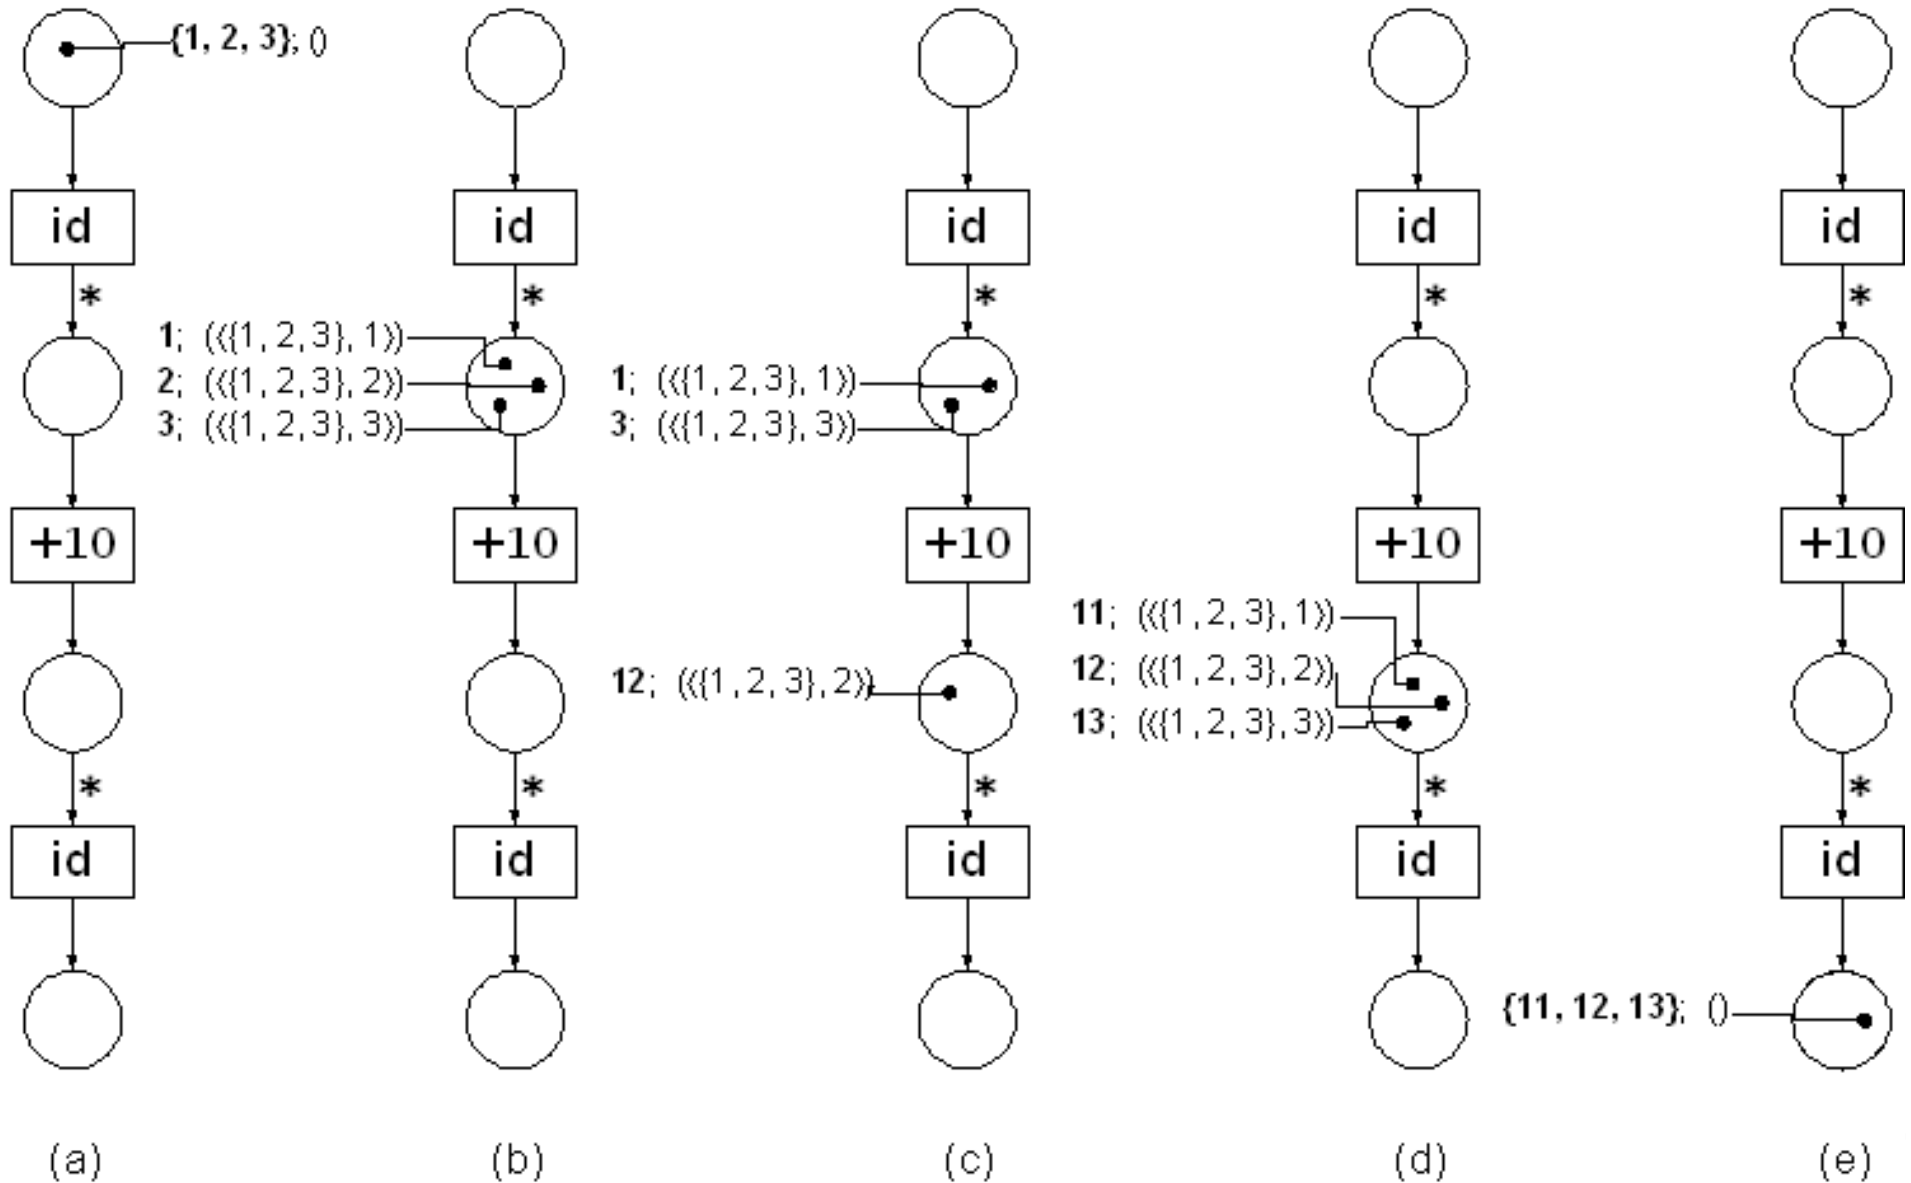 {1, 2, 3}; ()
id id id id id
* * * * *
1; (⟨{1, 2, 3}, 1⟩)
2; (⟨{1, 2, 3}, 2⟩)
3; (⟨{1, 2, 3}, 3⟩)
1; (⟨{1, 2, 3}, 1⟩)
3; (⟨{1, 2, 3}, 3⟩)
+10 +10 +10 +10 +10
12; (⟨{1, 2, 3}, 2⟩)
11; (⟨{1, 2, 3}, 1⟩)
12; (⟨{1, 2, 3}, 2⟩)
13; (⟨{1, 2, 3}, 3⟩)
* * * * *
id id id id id
{11, 12, 13}; ()
(a) (b) (c) (d) (e)